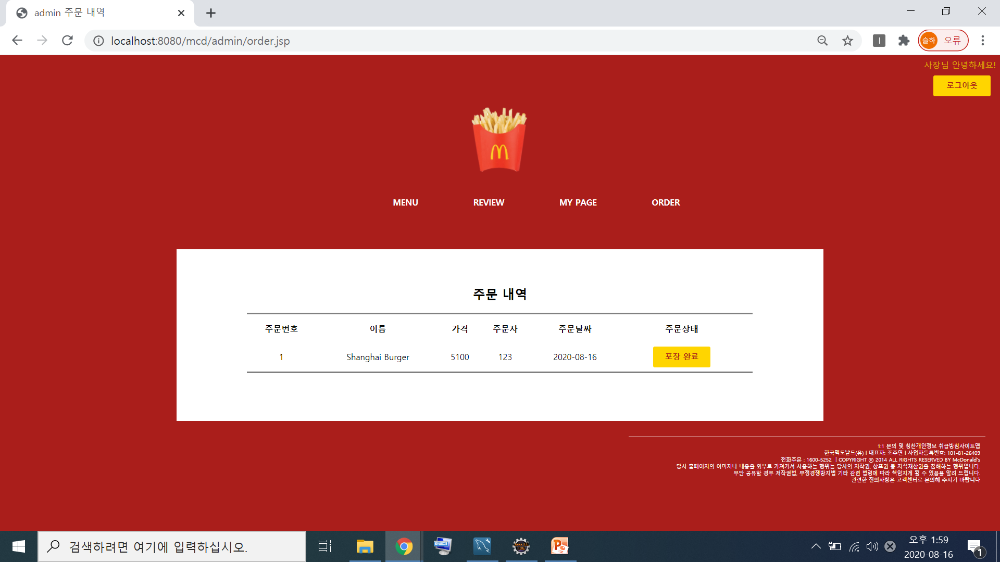 admin 주문 내역
localhost:8080/mcd/admin/order.jsp
슬하 오류
사장님 안녕하세요!
로그아웃
MENU REVIEW MY PAGE ORDER
주문 내역
주문번호 이름 가격 주문자 주문날짜 주문상태
1 Shanghai Burger 5100 123 2020-08-16 포장 완료
1:1 문의 및 칭찬개인정보 취급방침사이트맵
한국맥도날드(유) I 대표자: 조주연 I 사업자등록번호: 101-81-26409
전화주문 : 1600-5252 ㅣCOPYRIGHT ⓒ 2014 ALL RIGHTS RESERVED BY McDonald's
당사 홈페이지의 이미지나 내용을 외부로 가져가서 사용하는 행위는 당사의 저작권, 상표권 등 지식재산권을 침해하는 행위입니다.
무단 공유할 경우 저작권법, 부정경쟁방지법 기타 관련 법령에 따라 책임지게 될 수 있음을 알려 드립니다.
관련한 질의사항은 고객센터로 문의해 주시기 바랍니다
검색하려면 여기에 입력하십시오.
Java EE
IDE
오후 1:59
2020-08-16
1